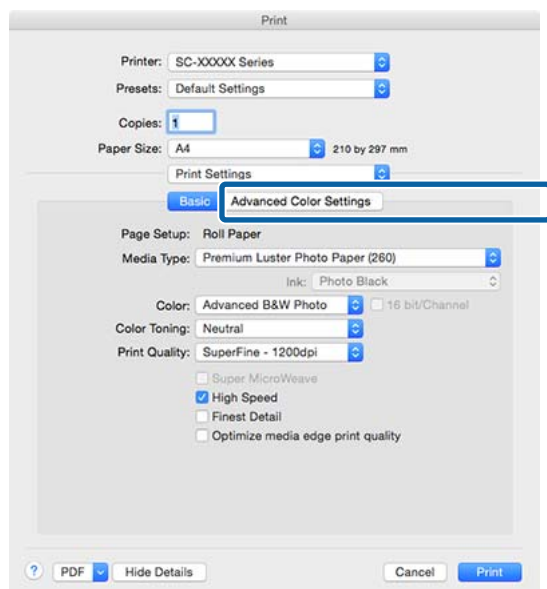 Print
Printer: SC-XXXXX Series
Presets: Default Settings
Copies: 1
Paper Size: A4 210 by 297 mm
Print Settings
Basic Advanced Color Settings
Page Setup: Roll Paper
Media Type: Premium Luster Photo Paper (260)
Ink: Photo Black
Color: Advanced B&W Photo 16 bit/Channel
Color Toning: Neutral
Print Quality: SuperFine - 1200dpi
Super MicroWeave
High Speed
Finest Detail
Optimize media edge print quality
? PDF Hide Details Cancel Print